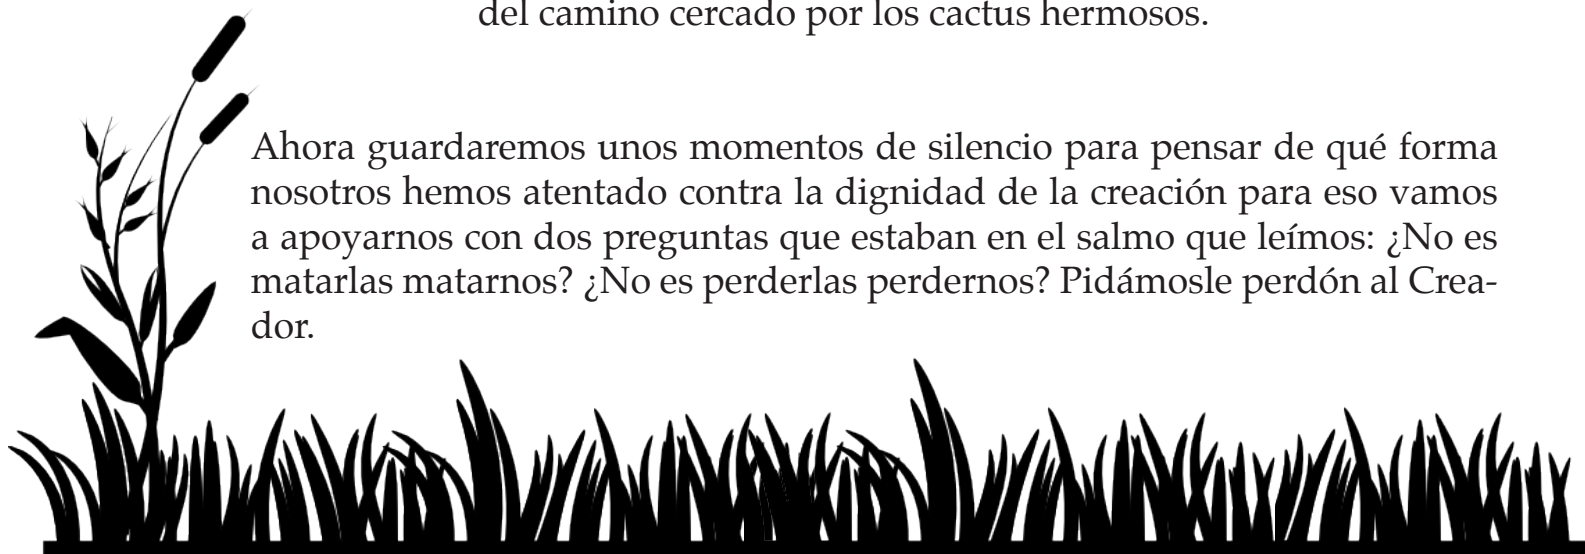 del camino cercado por los cactus hermosos.
Ahora guardaremos unos momentos de silencio para pensar de qué forma
nosotros hemos atentado contra la dignidad de la creación para eso vamos
a apoyarnos con dos preguntas que estaban en el salmo que leímos: ¿No es
matarlas matarnos? ¿No es perderlas perdernos? Pidámosle perdón al Crea-
dor.